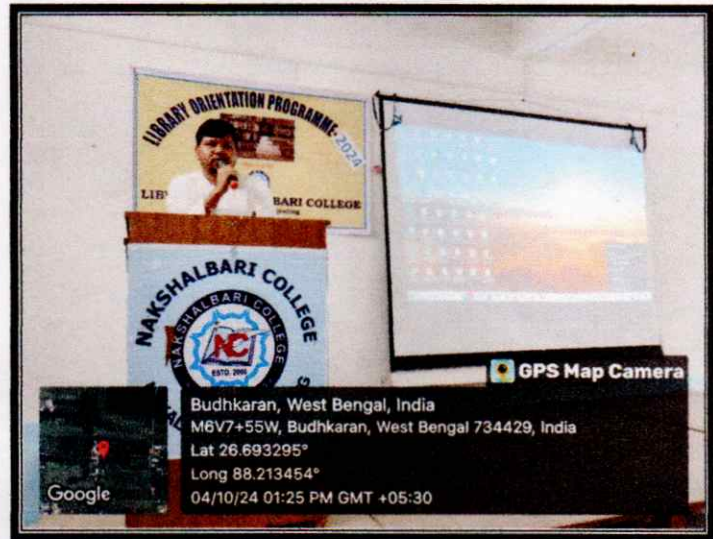 LIBRARY ORIENTATION PROGRAMME- 2024
BARI COLLEGE
NAKSHALBARI COLLEGE
NAKSHALBARI COLLEGE
NC
ESTD.
GPS Map Camera
Budhkaran, West Bengal, India
M6V7+55W, Budhkaran, West Bengal 734429, India
Lat 26.693295°
Long 88.213454°
04/10/24 01:25 PM GMT +05:30
Google